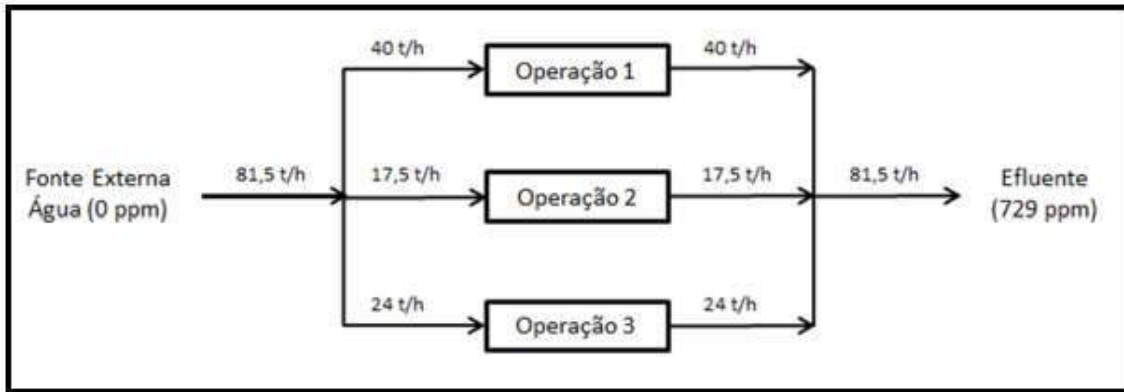 40 t/h
Operação 1
40 t/h
Fonte Externa
Água (0 ppm)
81,5 t/h
17,5 t/h
Operação 2
17,5 t/h
81,5 t/h
Efluente
(729 ppm)
24 t/h
Operação 3
24 t/h